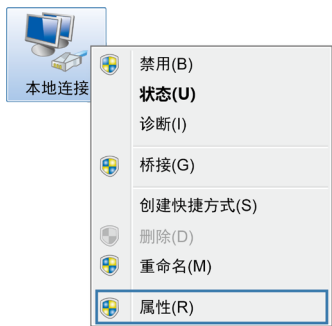 本地连接
禁用(B)
状态(U)
诊断(I)
桥接(G)
创建快捷方式(S)
删除(D)
重命名(M)
属性(R)